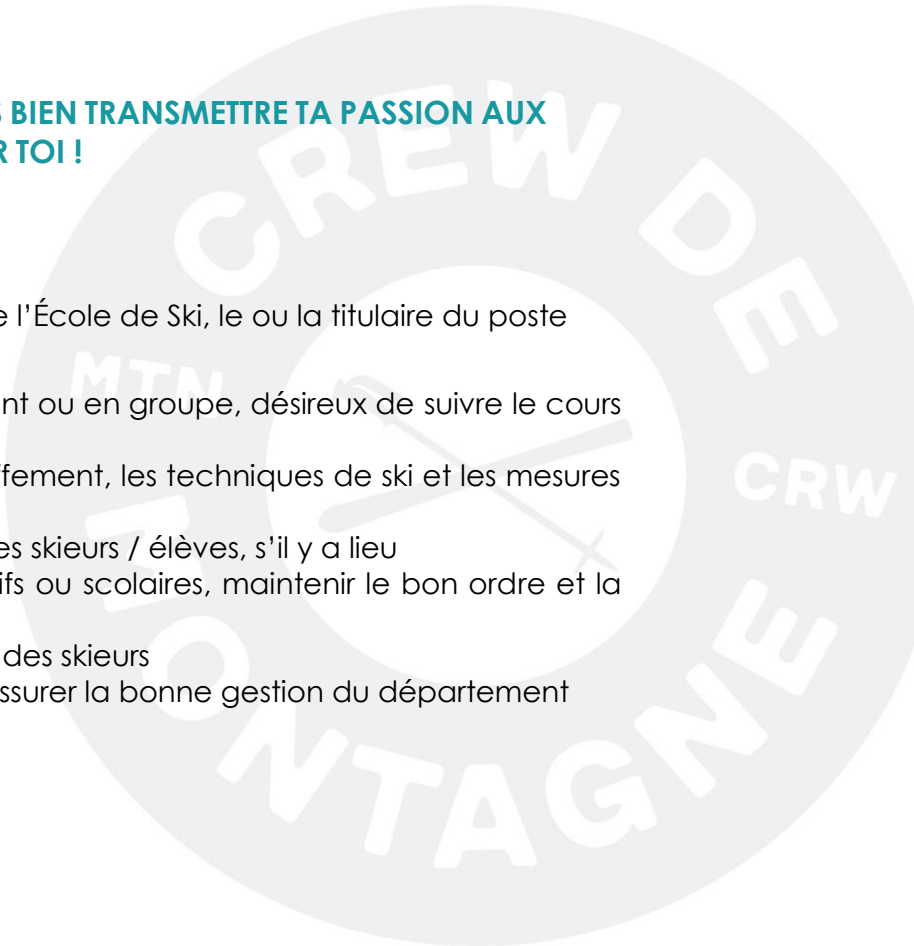 S BIEN TRANSMETTRE TA PASSION AUX
R TOI !
e l’École de Ski, le ou la titulaire du poste
nt ou en groupe, désireux de suivre le cours
ffement, les techniques de ski et les mesures
es skieurs / élèves, s’il y a lieu
ifs ou scolaires, maintenir le bon ordre et la
des skieurs
ssurer la bonne gestion du département
CREW DE
MTN
CRW
MONTAGNE